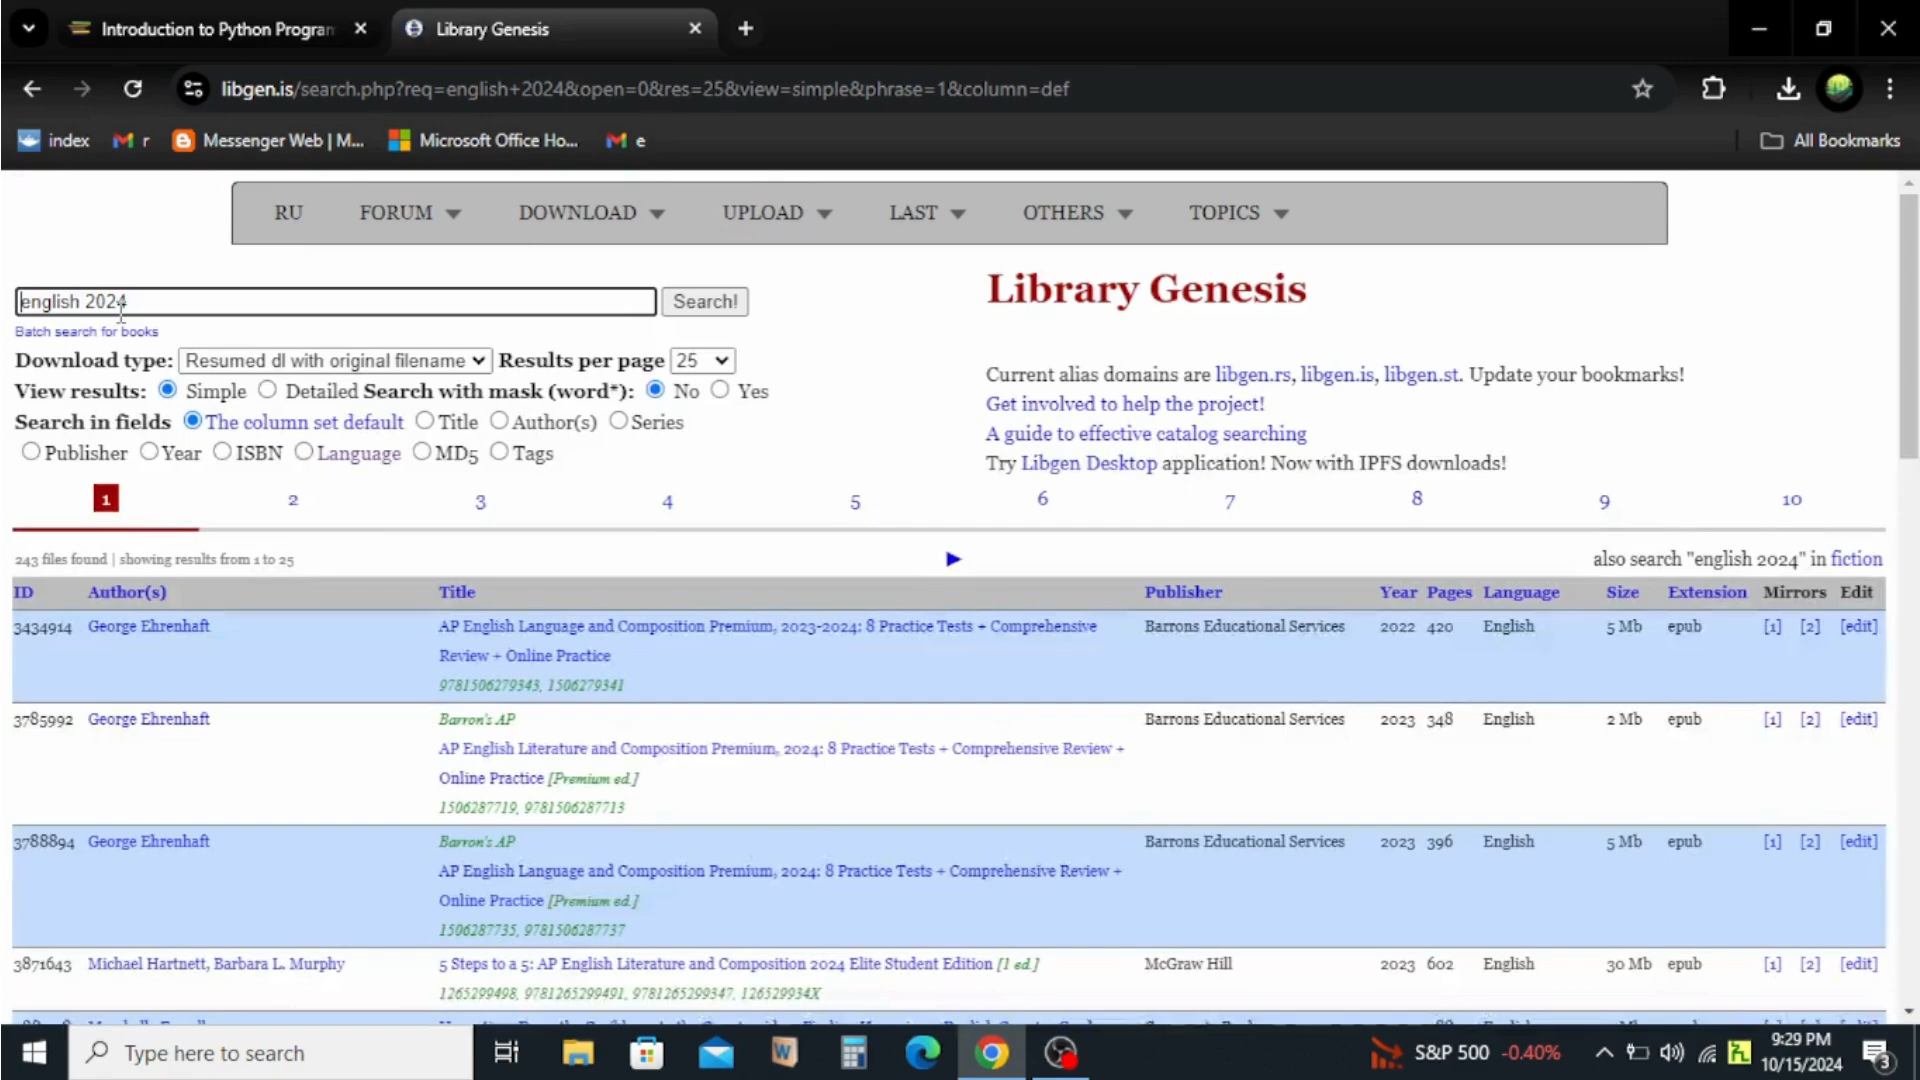 Introduction to Python Progran
Library Genesis
libgen.is/search.php?req=english+2024&open=0&res=25&view=simple&phrase=1&column=def
index
r
Messenger Web | M...
Microsoft Office Ho...
e
All Bookmarks
RU FORUM DOWNLOAD UPLOAD LAST OTHERS TOPICS
english 2024
Search!
Batch search for books
Download type: Resumed dl with original filename Results per page 25
View results: Simple Detailed Search with mask (word*): No Yes
Search in fields The column set default Title Author(s) Series
Publisher Year ISBN Language MD5 Tags
Library Genesis
Current alias domains are libgen.rs, libgen.is, libgen.st. Update your bookmarks!
Get involved to help the project!
A guide to effective catalog searching
Try Libgen Desktop application! Now with IPFS downloads!
1 2 3 4 5 6 7 8 9 10
243 files found | showing results from 1 to 25
also search "english 2024" in fiction
ID Author(s) Title Publisher Year Pages Language Size Extension Mirrors Edit
3434914 George Ehrenhaft AP English Language and Composition Premium, 2023-2024: 8 Practice Tests + Comprehensive Barrons Educational Services 2022 420 English 5 Mb epub [1] [2] [edit]
Review + Online Practice
9781506279343, 1506279341
3785992 George Ehrenhaft Barron's AP Barrons Educational Services 2023 348 English 2 Mb epub [1] [2] [edit]
AP English Literature and Composition Premium, 2024: 8 Practice Tests + Comprehensive Review +
Online Practice [Premium ed.]
1506287719, 9781506287713
3788894 George Ehrenhaft Barron's AP Barrons Educational Services 2023 396 English 5 Mb epub [1] [2] [edit]
AP English Language and Composition Premium, 2024: 8 Practice Tests + Comprehensive Review +
Online Practice [Premium ed.]
1506287735, 9781506287737
3871643 Michael Hartnett, Barbara L. Murphy 5 Steps to a 5: AP English Literature and Composition 2024 Elite Student Edition [1 ed.] McGraw Hill 2023 602 English 30 Mb epub [1] [2] [edit]
1265299498, 9781265299491, 9781265299347, 126529934X
Type here to search
S&P 500 -0.40%
9:29 PM
10/15/2024
3